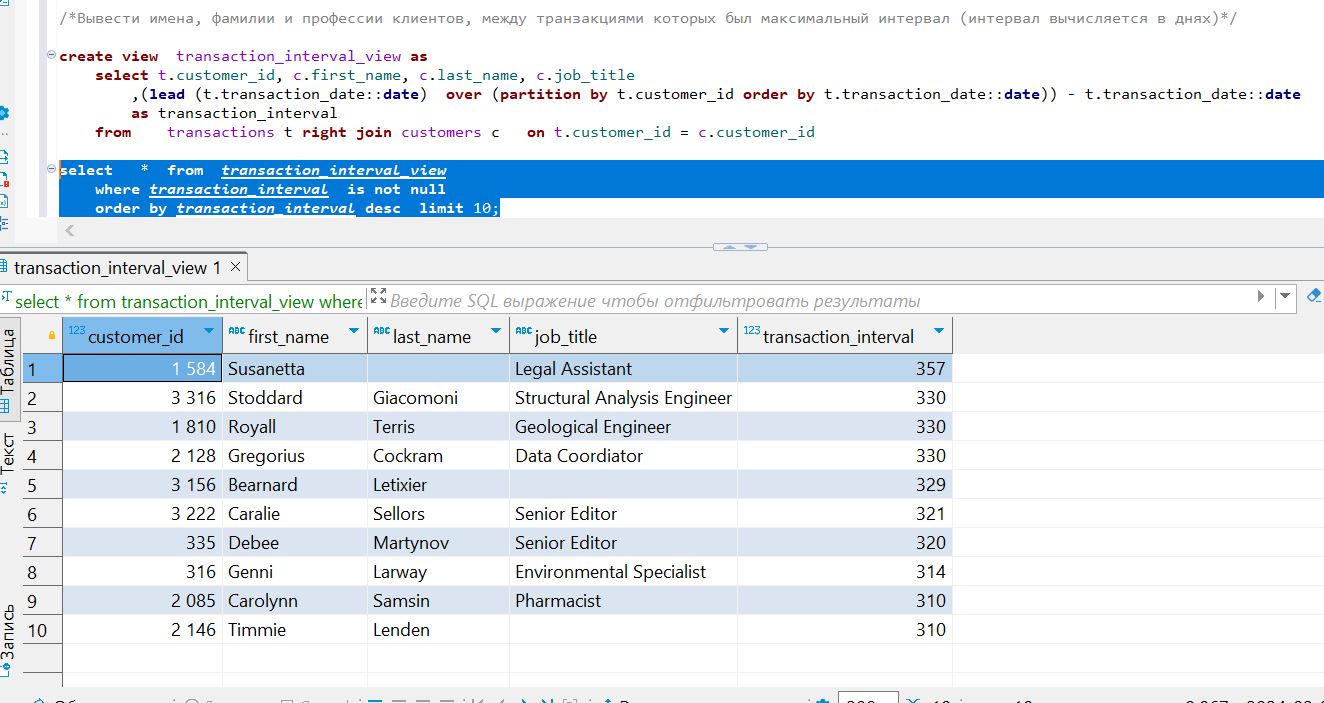 /*Вывести имена, фамилии и профессии клиентов, между транзакциями которых был максимальный интервал (интервал вычисляется в днях)*/
create view transaction_interval_view as
select t.customer_id, c.first_name, c.last_name, c.job_title
,(lead (t.transaction_date::date) over (partition by t.customer_id order by t.transaction_date::date)) - t.transaction_date::date
as transaction_interval
from transactions t right join customers c on t.customer_id = c.customer_id
select * from transaction_interval_view
where transaction_interval is not null
order by transaction_interval desc limit 10;
transaction_interval_view 1
select * from transaction_interval_view where Введите SQL выражение чтобы отфильтровать результаты
Таблица
Текст
Запись
123 customer_id ABC first_name ABC last_name ABC job_title 123 transaction_interval
1 1 584 Susanetta Legal Assistant 357
2 3 316 Stoddard Giacomoni Structural Analysis Engineer 330
3 1 810 Royall Terris Geological Engineer 330
4 2 128 Gregorius Cockram Data Coordiator 330
5 3 156 Bearnard Letixier 329
6 3 222 Caralie Sellors Senior Editor 321
7 335 Debee Martynov Senior Editor 320
8 316 Genni Larway Environmental Specialist 314
9 2 085 Carolynn Samsin Pharmacist 310
10 2 146 Timmie Lenden 310